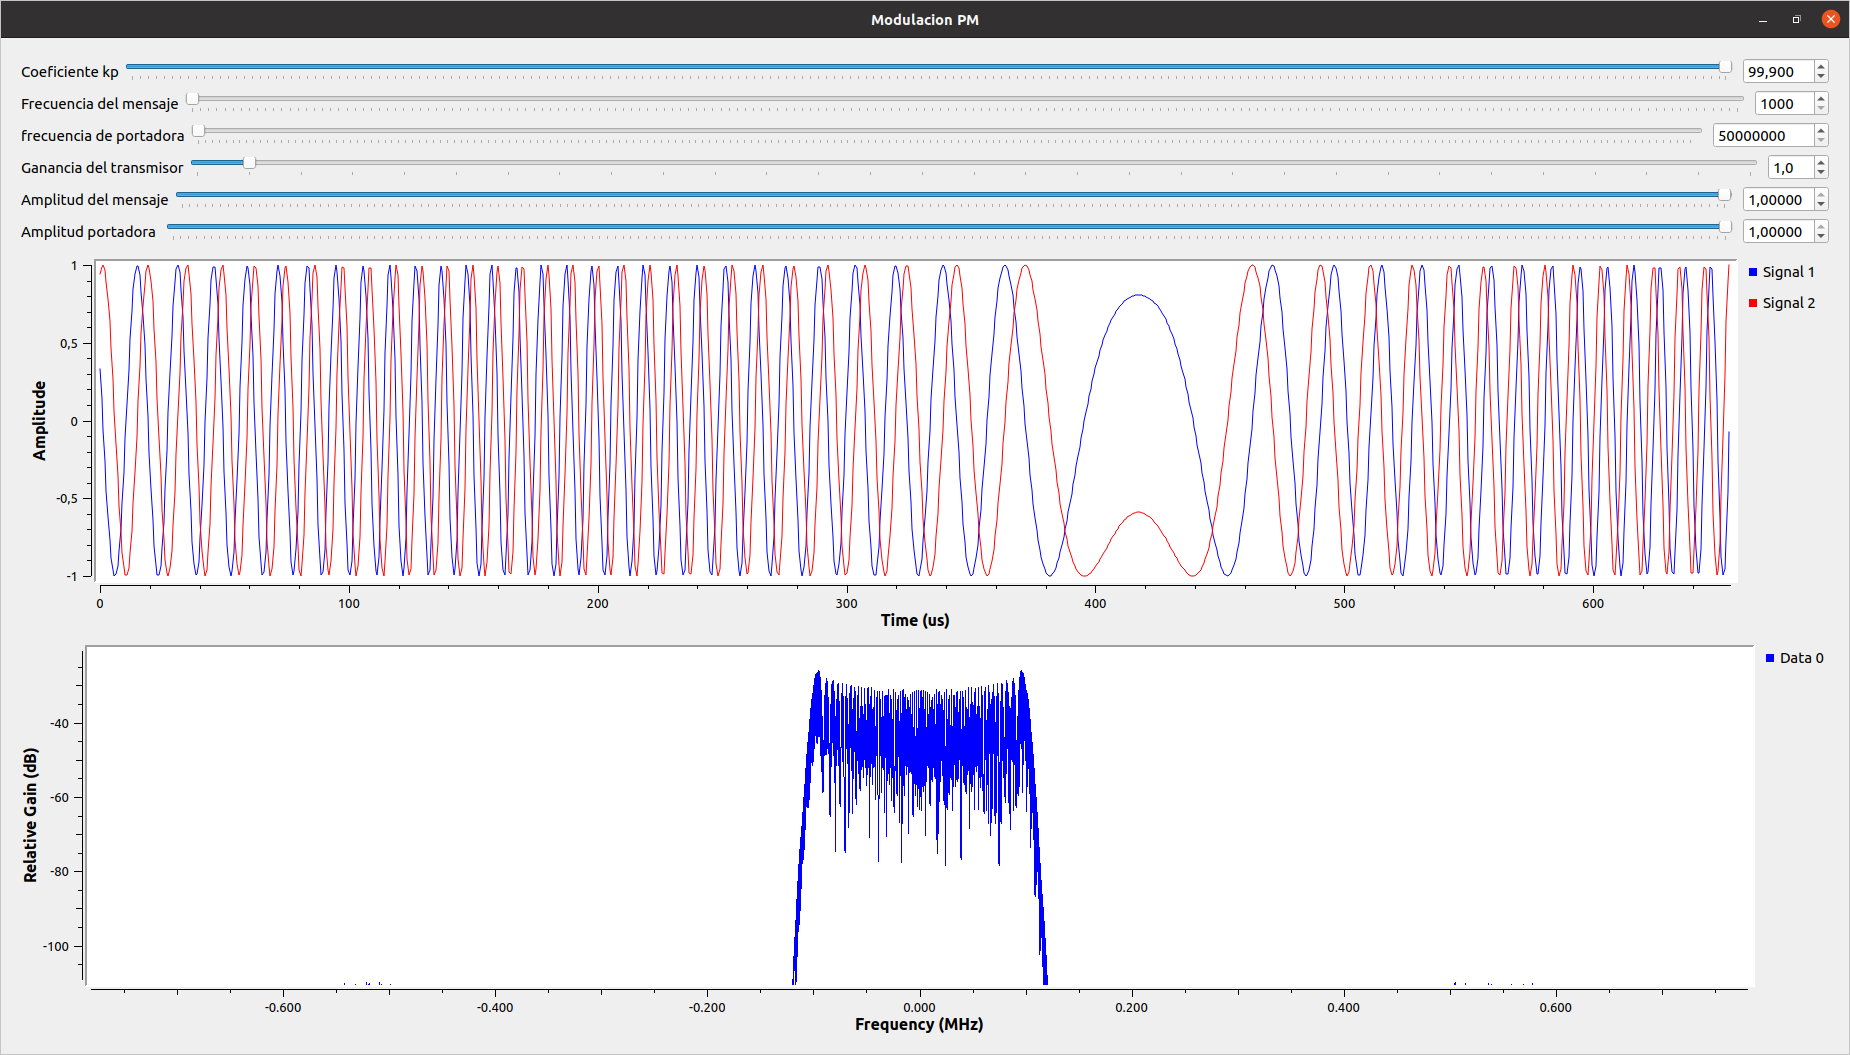 Modulacion PM
Coeficiente kp 99,900
Frecuencia del mensaje 1000
frecuencia de portadora 50000000
Ganancia del transmisor 1,0
Amplitud del mensaje 1,00000
Amplitud portadora 1,00000
1
0,5
0
-0,5
-1
Amplitude
Signal 1
Signal 2
0 100 200 300 400 500 600
Time (us)
-40
-60
-80
-100
Relative Gain (dB)
Data 0
-0.600 -0.400 -0.200 0.000 0.200 0.400 0.600
Frequency (MHz)